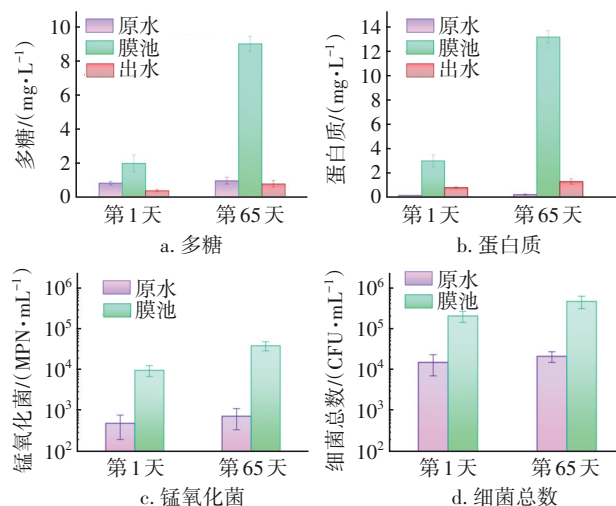 多糖/(mg·L⁻¹)
10
8
6
4
2
0
原水
膜池
出水
第1天
第65天
a. 多糖
蛋白质/(mg·L⁻¹)
14
12
10
8
6
4
2
0
原水
膜池
出水
第1天
第65天
b. 蛋白质
锰氧化菌/(MPN·mL⁻¹)
10⁶
10⁵
10⁴
10³
10²
原水
膜池
第1天
第65天
c. 锰氧化菌
细菌总数/(CFU·mL⁻¹)
10⁶
10⁵
10⁴
10³
10²
原水
膜池
第1天
第65天
d. 细菌总数